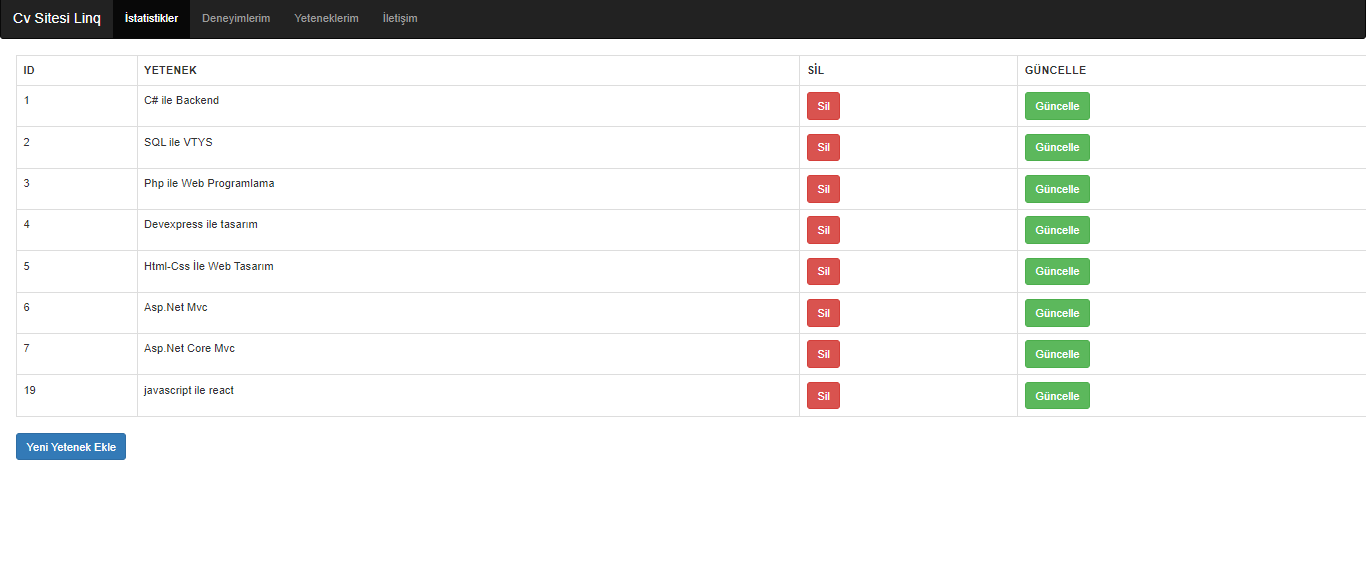 Cv Sitesi Linq İstatistikler Deneyimlerim Yeteneklerim İletişim
ID YETENEK SİL GÜNCELLE
1 C# ile Backend Sil Güncelle
2 SQL ile VTYS Sil Güncelle
3 Php ile Web Programlama Sil Güncelle
4 Devexpress ile tasarım Sil Güncelle
5 Html-Css İle Web Tasarım Sil Güncelle
6 Asp.Net Mvc Sil Güncelle
7 Asp.Net Core Mvc Sil Güncelle
19 javascript ile react Sil Güncelle
Yeni Yetenek Ekle